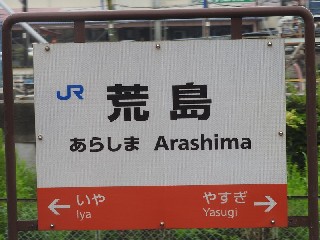 JR 荒島
あらしま Arashima
← いや やすぎ →
Iya Yasugi